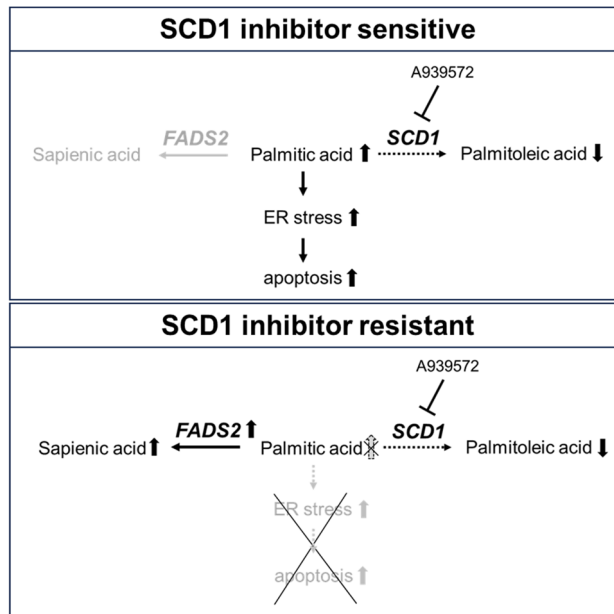 SCD1 inhibitor sensitive
A939572
FADS2
SCD1
Sapienic acid
Palmitic acid
Palmitoleic acid
ER stress
apoptosis
SCD1 inhibitor resistant
A939572
FADS2
SCD1
Sapienic acid
Palmitic acid
Palmitoleic acid
ER stress
apoptosis